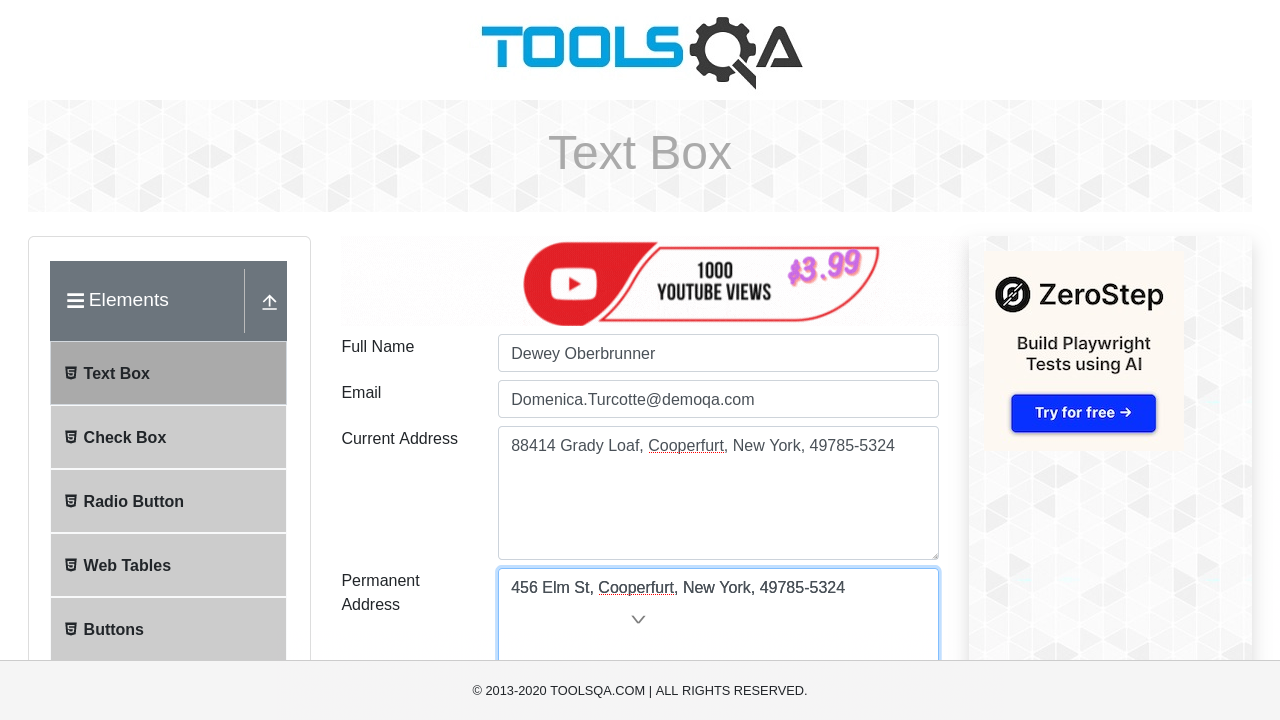 TOOLSQA
Text Box
Elements
Text Box
Check Box
Radio Button
Web Tables
Buttons
1000
YOUTUBE VIEWS
$3.99
Full Name
Dewey Oberbrunner
Email
Domenica.Turcotte@demoqa.com
Current Address
88414 Grady Loaf, Cooperfurt, New York, 49785-5324
Permanent
Address
456 Elm St, Cooperfurt, New York, 49785-5324
ZeroStep
Build Playwright
Tests using AI
Try for free →
© 2013-2020 TOOLSQA.COM | ALL RIGHTS RESERVED.